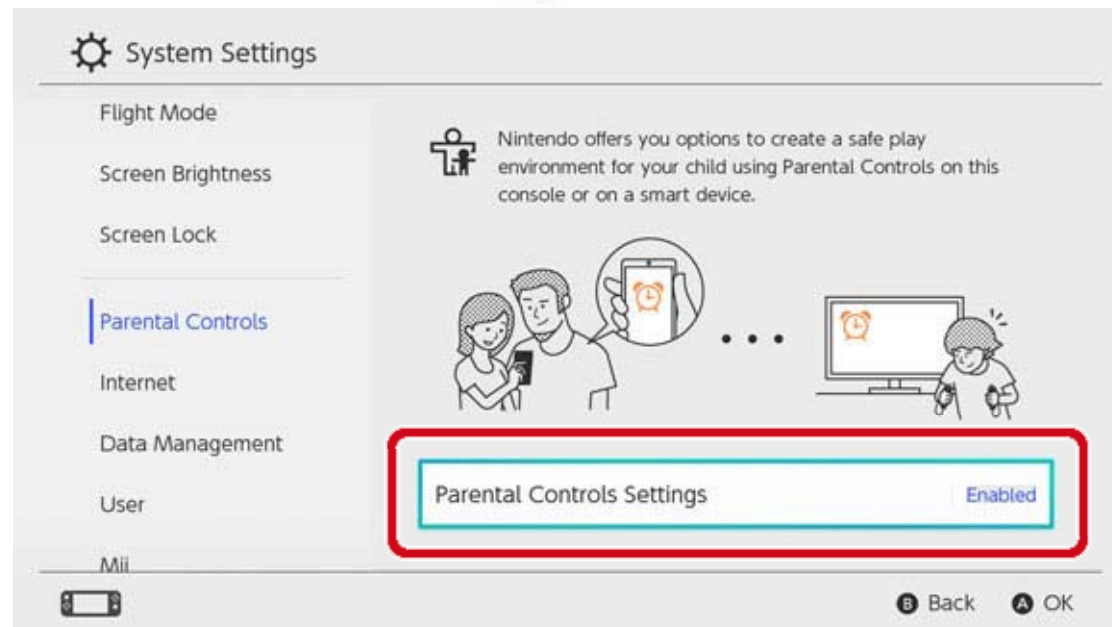 System Settings
Flight Mode
Screen Brightness
Screen Lock
Parental Controls
Internet
Data Management
User
Mii
Nintendo offers you options to create a safe play
environment for your child using Parental Controls on this
console or on a smart device.
Parental Controls Settings Enabled
B Back A OK